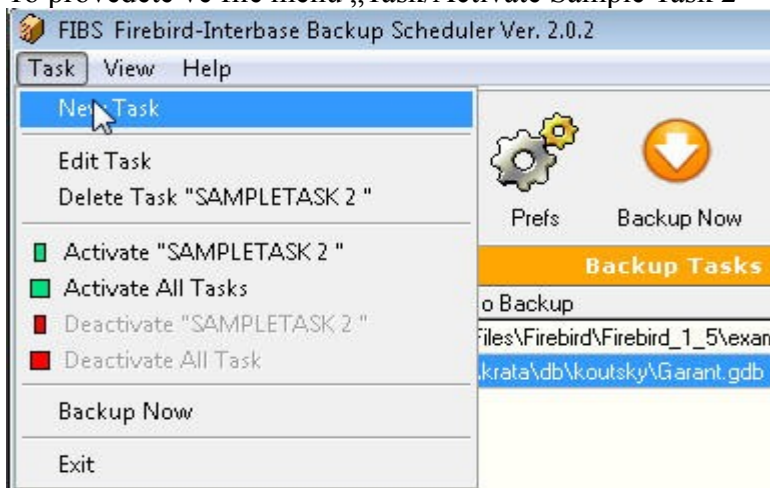 To provedete ve file menu „Task/Activate Sample Task 2“
FIBS Firebird-Interbase Backup Scheduler Ver. 2.0.2
Task View Help
New Task
Edit Task
Delete Task "SAMPLETASK 2 "
Activate "SAMPLETASK 2 "
Activate All Tasks
Deactivate "SAMPLETASK 2 "
Deactivate All Task
Backup Now
Exit
Prefs Backup Now
Backup Tasks
o Backup
Files\Firebird\Firebird_1_5\exan
.krata\db\koutsky\Garant.gdb